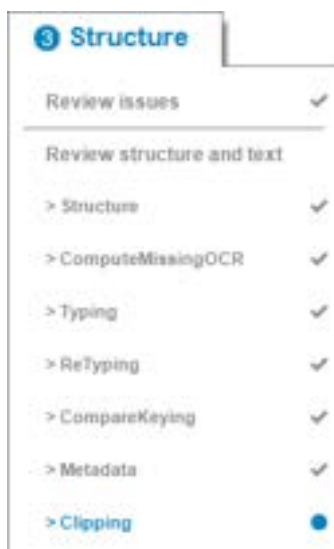 3 Structure
Review issues
Review structure and text
> Structure
> ComputeMissingOCR
> Typing
> ReTyping
> CompareKeying
> Metadata
> Clipping